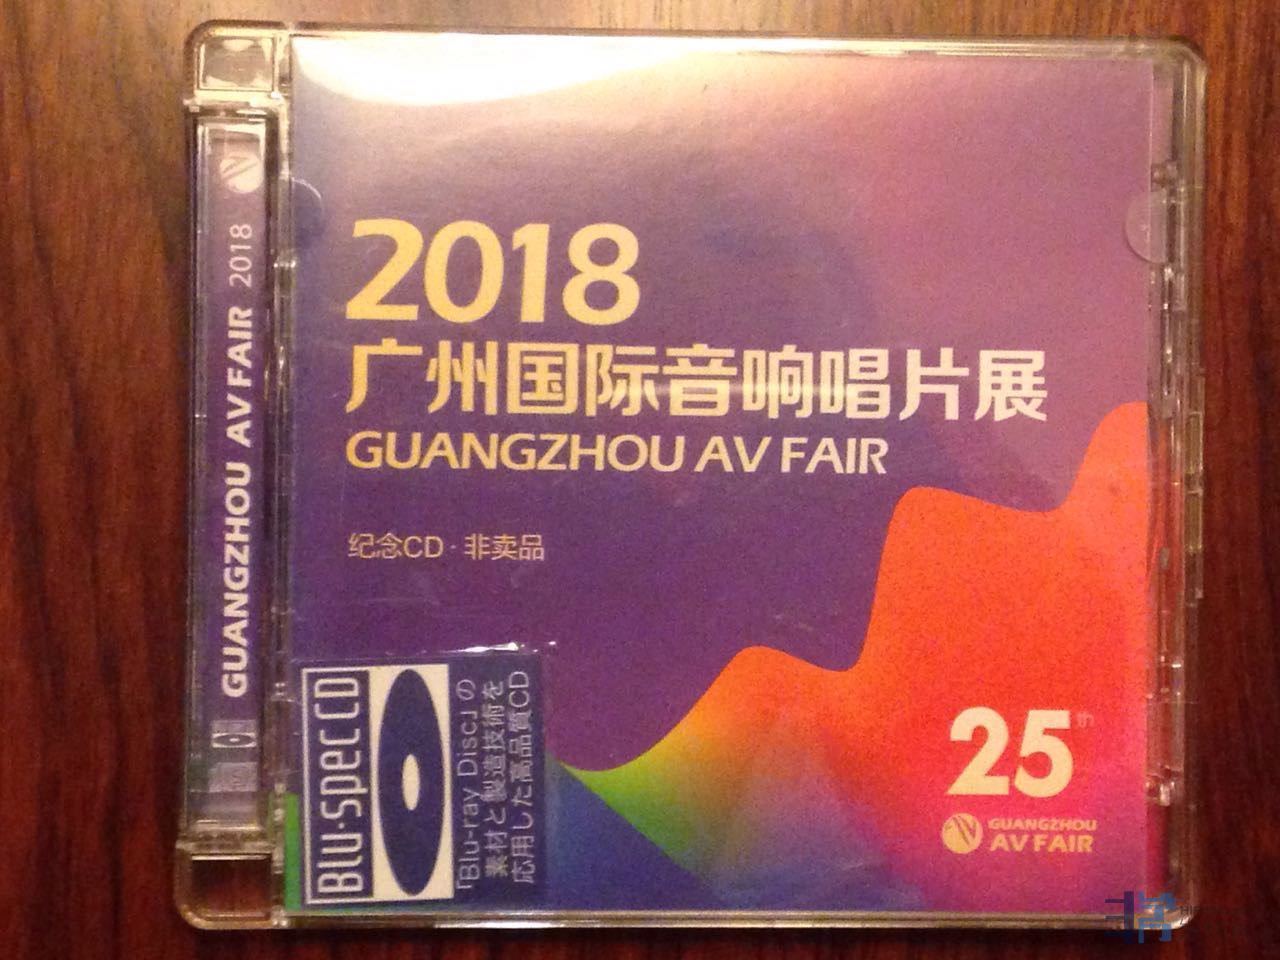 2018
广州国际音响唱片展
GUANGZHOU AV FAIR
纪念CD·非卖品
GUANGZHOU AV FAIR 2018
BLU-SPEC CD
「Blu-ray Disc」の
素材と製造技術を
応用した高品質CD
25th
GUANGZHOU
AV FAIR